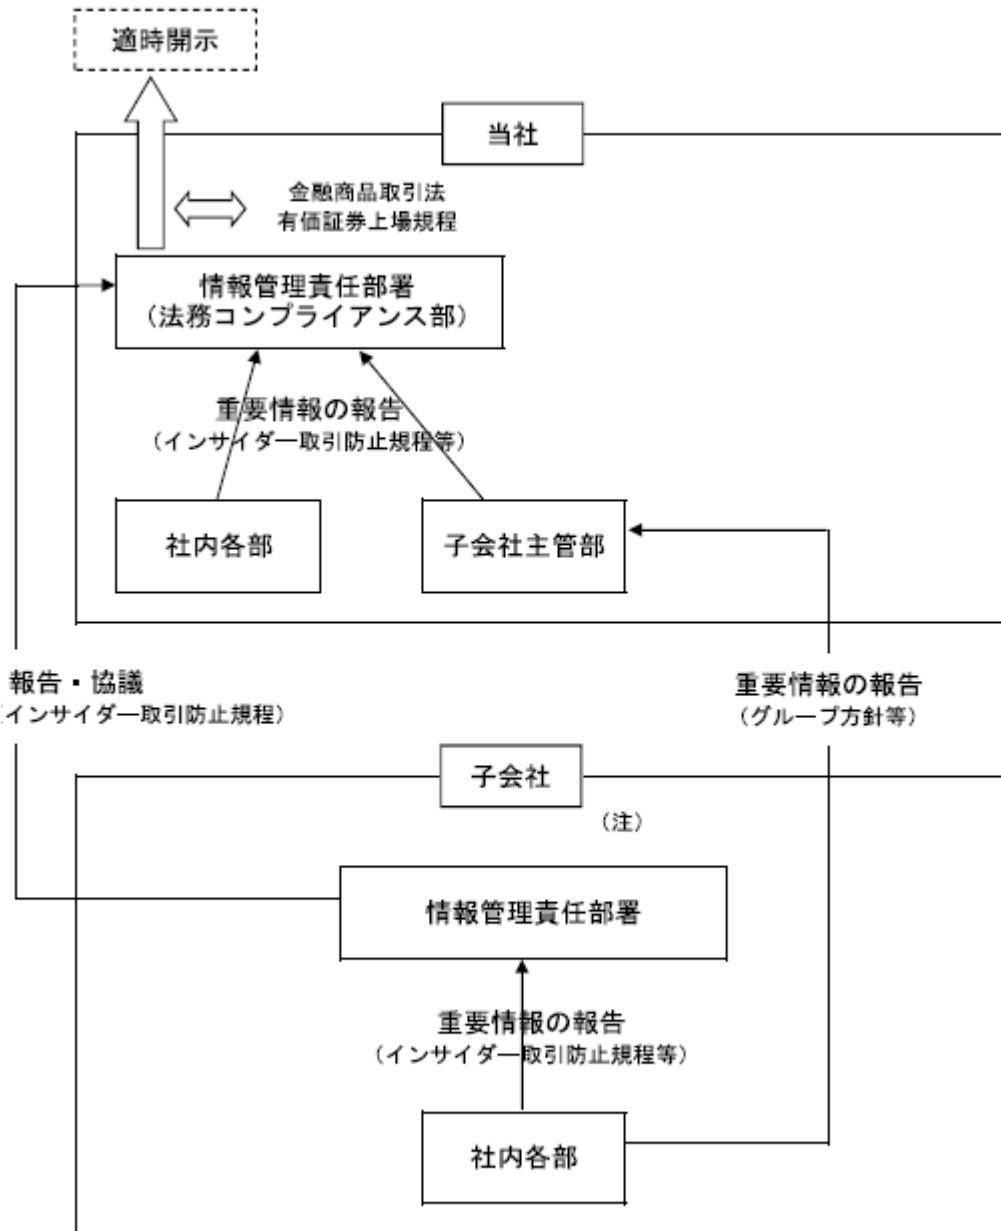 適時開示
当社
金融商品取引法
有価証券上場規程
情報管理責任部署
（法務コンプライアンス部）
重要情報の報告
（インサイダー取引防止規程等）
社内各部
子会社主管部
報告・協議
（インサイダー取引防止規程）
重要情報の報告
（グループ方針等）
子会社
（注）
情報管理責任部署
重要情報の報告
（インサイダー取引防止規程等）
社内各部